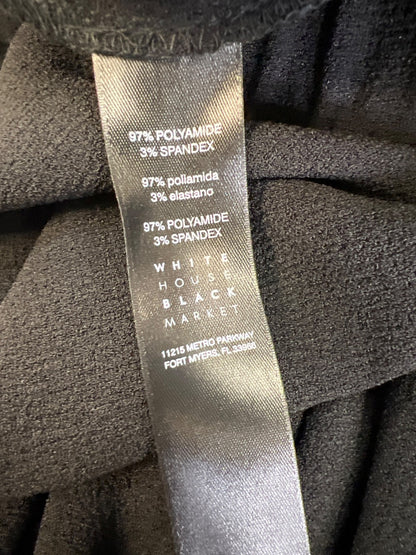 97% POLYAMIDE
3% SPANDEX
97% poliamida
3% elastano
97% POLYAMIDE
3% SPANDEX
WHITE
HOUSE
BLACK
MARKET
11215 METRO PARKWAY
FORT MYERS, FL 33966